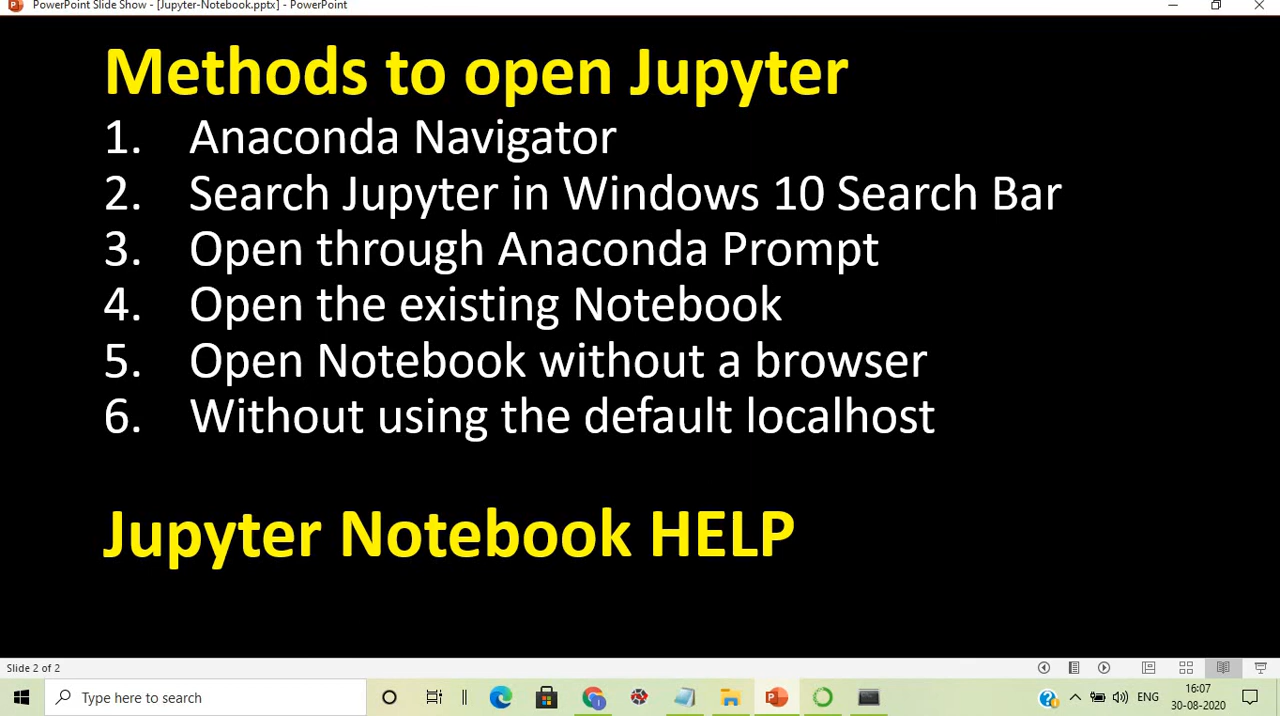 PowerPoint Slide Show - [Jupyter-Notebook.pptx] - PowerPoint
Methods to open Jupyter
1. Anaconda Navigator
2. Search Jupyter in Windows 10 Search Bar
3. Open through Anaconda Prompt
4. Open the existing Notebook
5. Open Notebook without a browser
6. Without using the default localhost
Jupyter Notebook HELP
Slide 2 of 2
Type here to search
ENG
16:07
30-08-2020